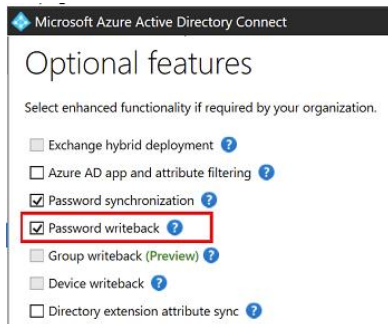 Microsoft Azure Active Directory Connect
Optional features
Select enhanced functionality if required by your organization.
Exchange hybrid deployment ?
Azure AD app and attribute filtering ?
Password synchronization ?
Password writeback ?
Group writeback (Preview) ?
Device writeback ?
Directory extension attribute sync ?